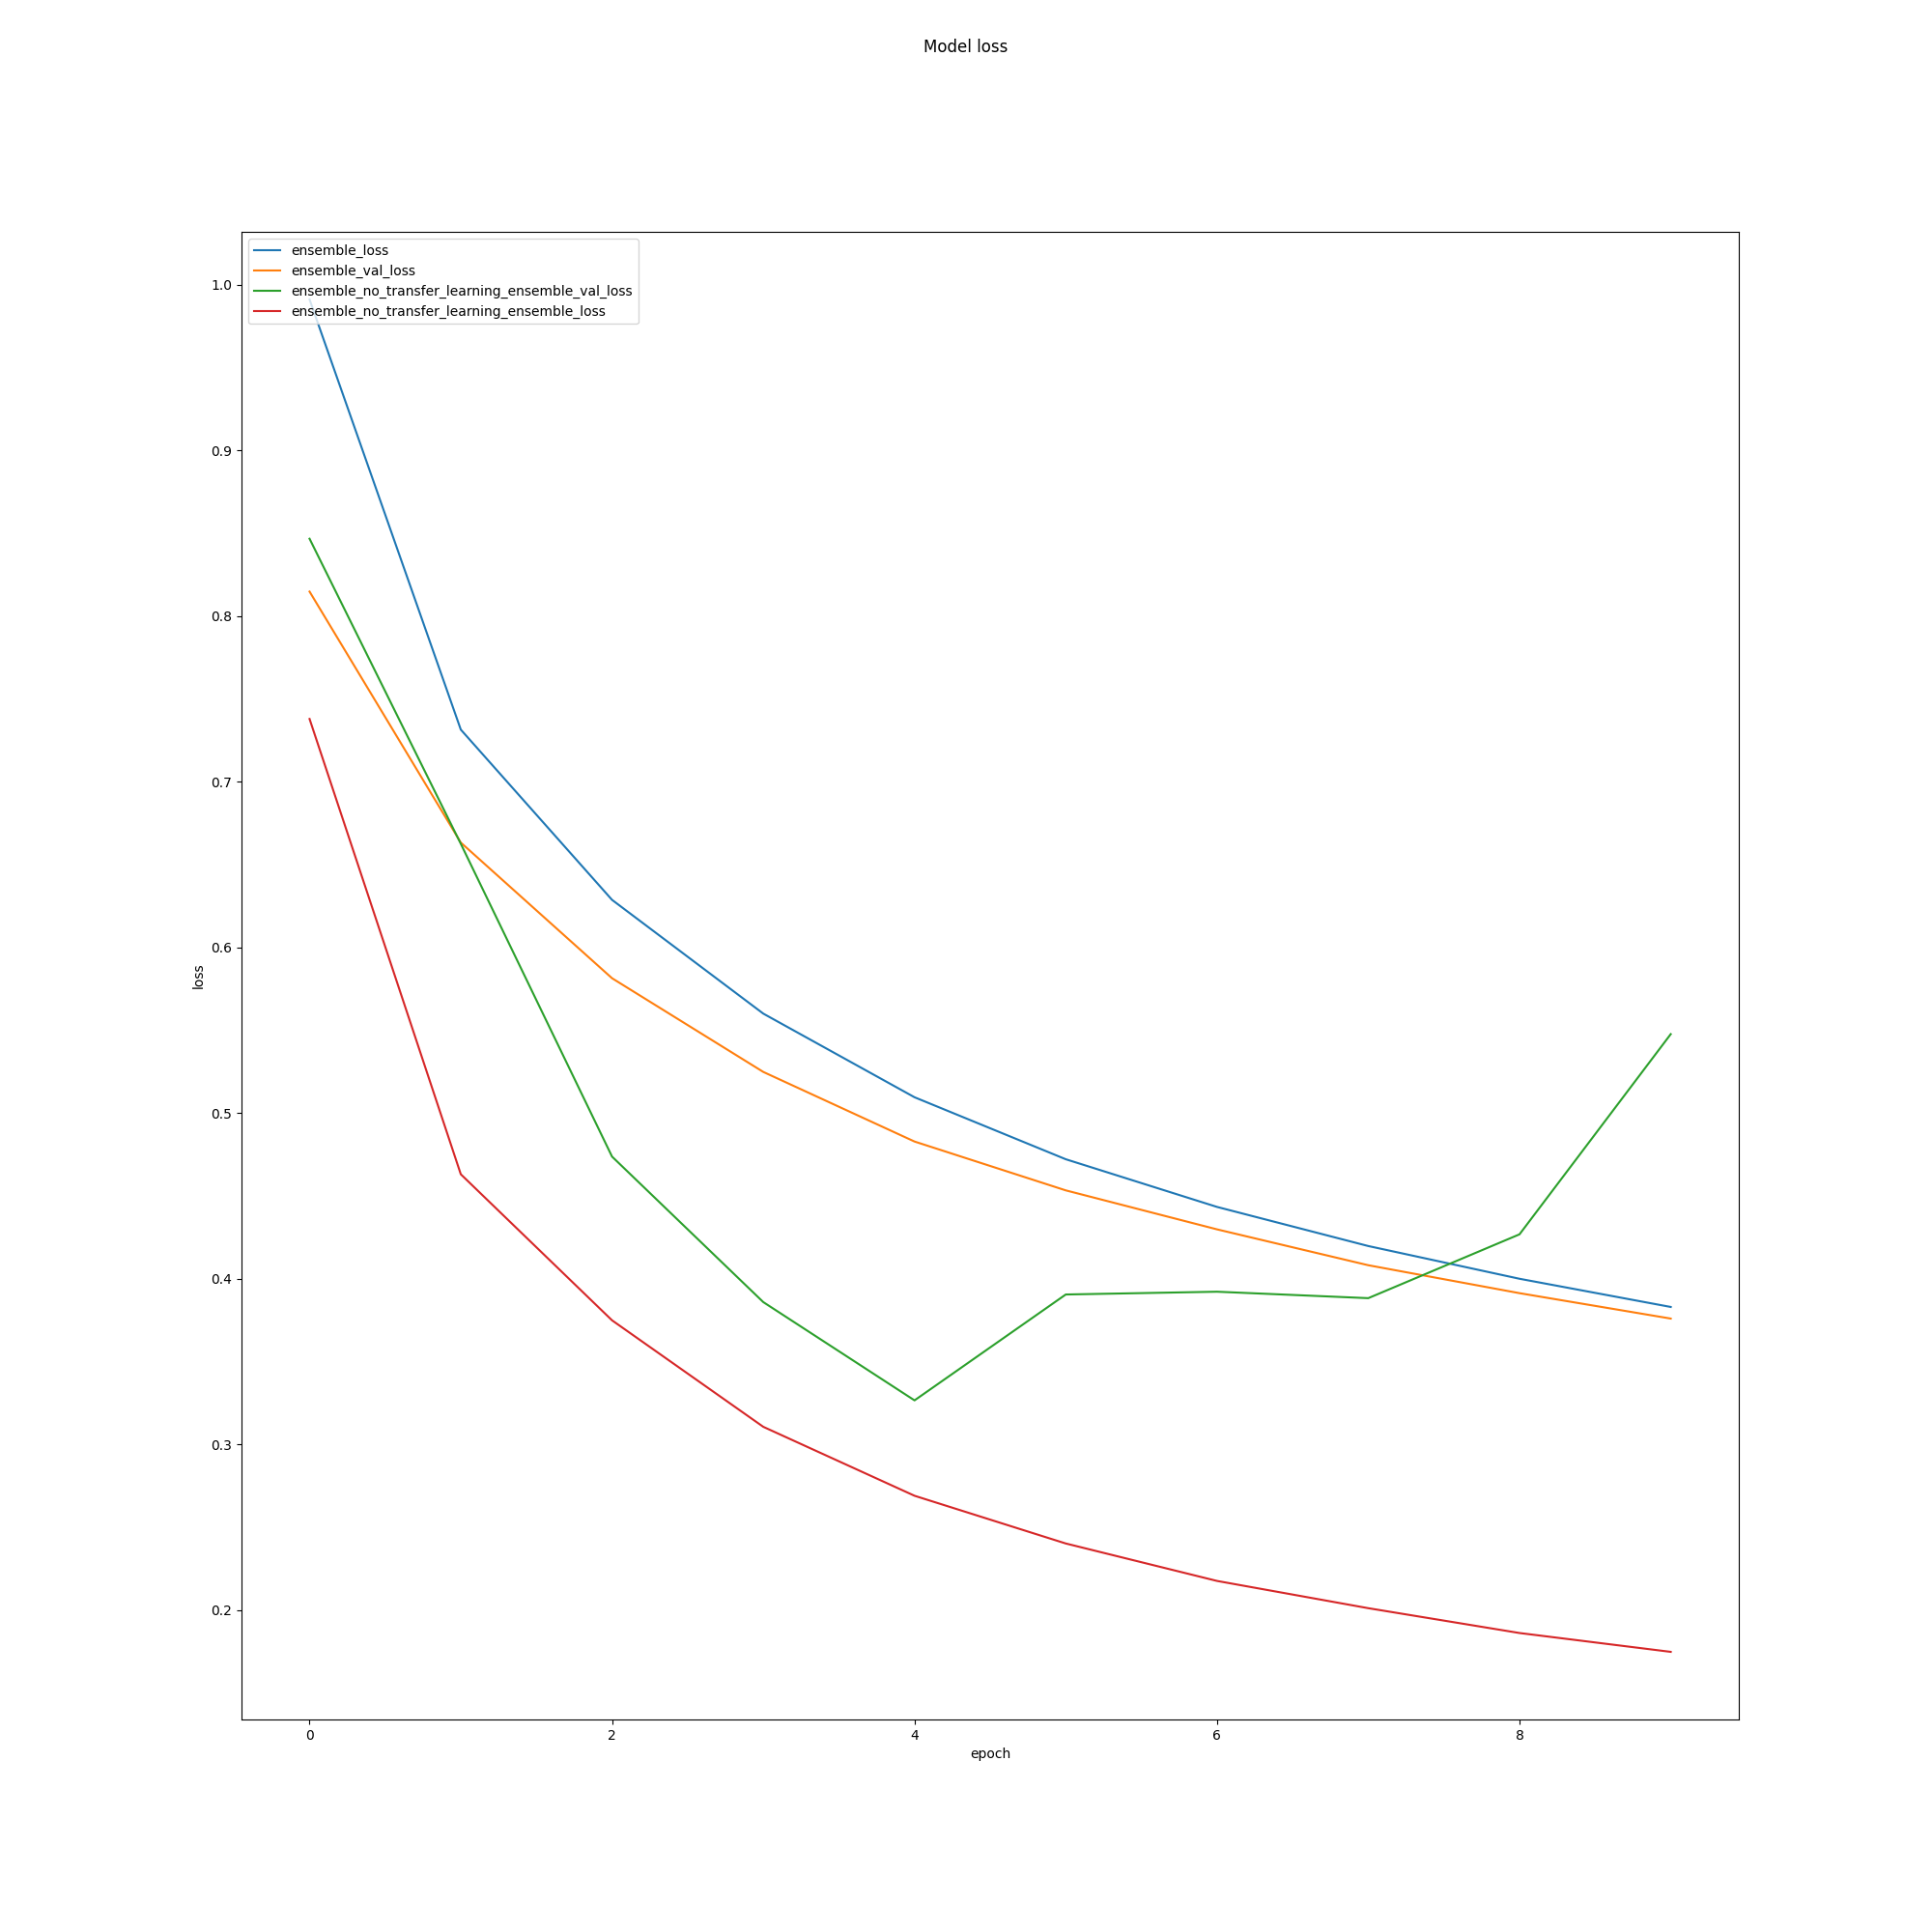 Model loss
ensemble_loss
ensemble_val_loss
ensemble_no_transfer_learning_ensemble_val_loss
ensemble_no_transfer_learning_ensemble_loss
1.0
0.9
0.8
0.7
0.6
0.5
0.4
0.3
0.2
loss
0 2 4 6 8
epoch